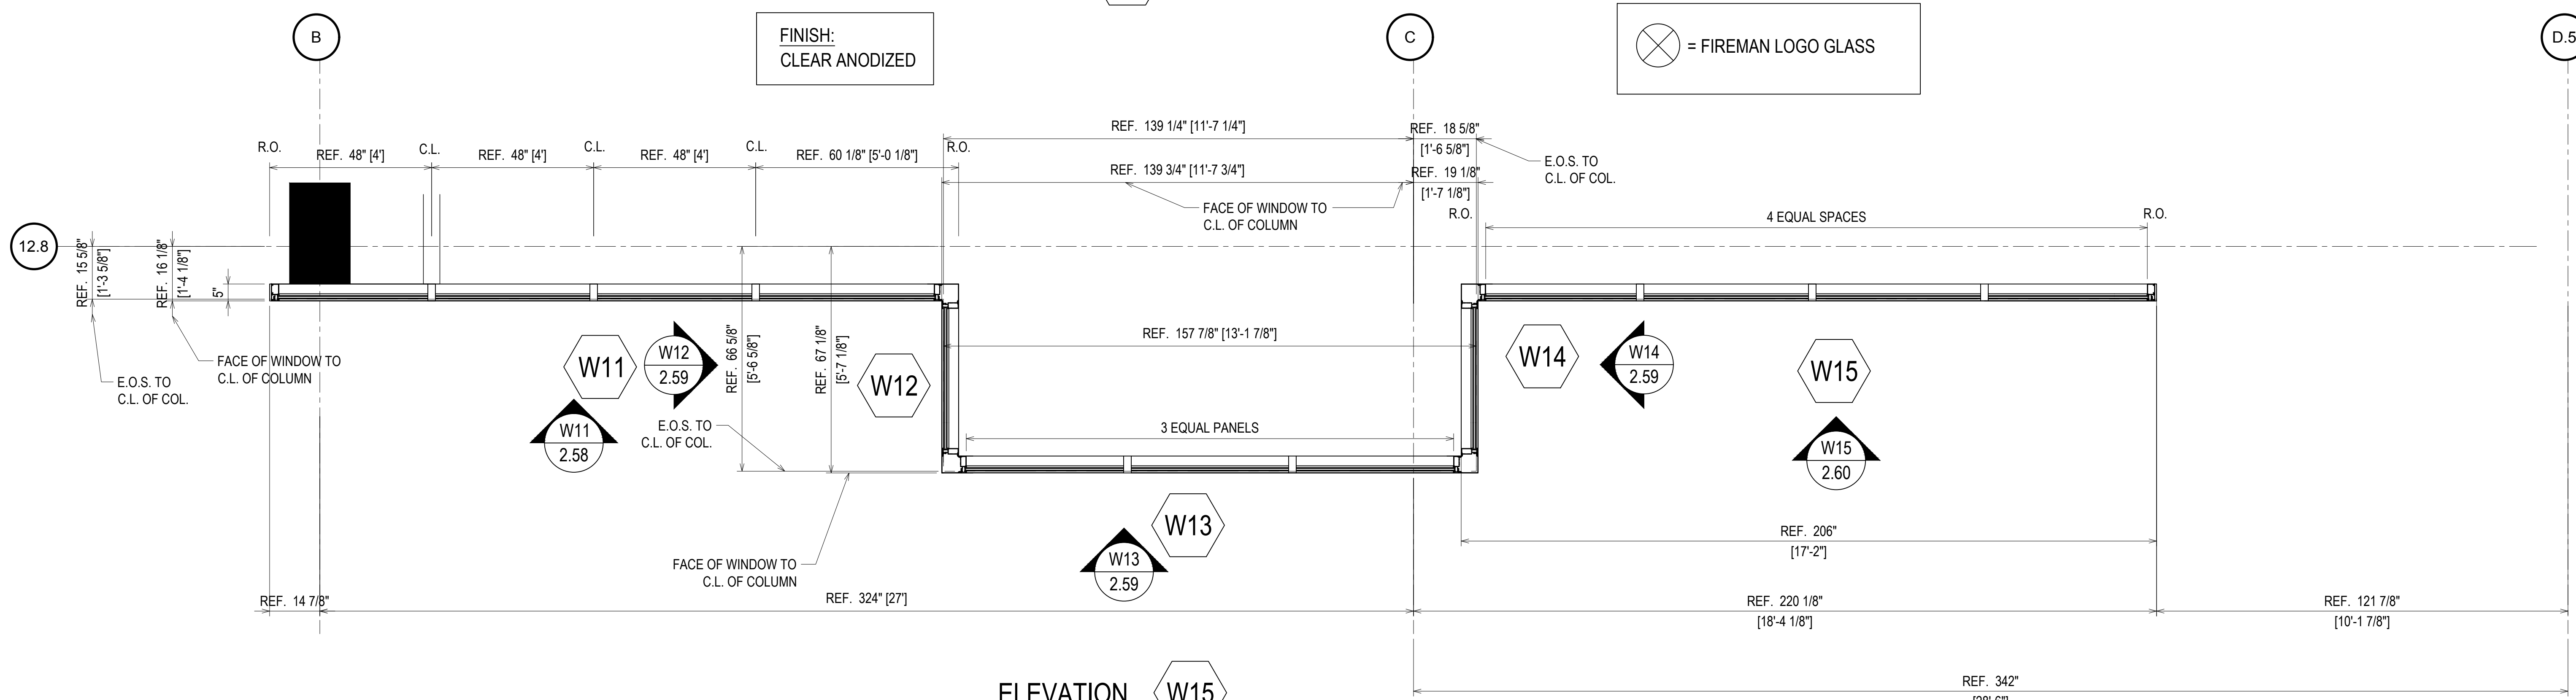 B
FINISH:
CLEAR ANODIZED
C
= FIREMAN LOGO GLASS
D.5
REF. 139 1/4" [11'-7 1/4"]
REF. 18 5/8"
[1'-6 5/8"]
R.O.
REF. 48" [4']
C.L.
REF. 48" [4']
C.L.
REF. 48" [4']
C.L.
REF. 60 1/8" [5'-0 1/8"]
R.O.
E.O.S. TO
C.L. OF COL.
REF. 139 3/4" [11'-7 3/4"]
REF. 19 1/8"
[1'-7 1/8"]
FACE OF WINDOW TO
C.L. OF COLUMN
R.O.
4 EQUAL SPACES
R.O.
12.8
REF. 15 5/8"
[1'-3 5/8"]
REF. 16 1/8"
[1'-4 1/8"]
5"
FACE OF WINDOW TO
C.L. OF COLUMN
E.O.S. TO
C.L. OF COL.
W11
W12
2.59
REF. 66 5/8"
[5'-6 5/8"]
REF. 67 1/8"
[5'-7 1/8"]
W12
REF. 157 7/8" [13'-1 7/8"]
W14
W14
2.59
W15
W11
2.58
E.O.S. TO
C.L. OF COL.
3 EQUAL PANELS
W15
2.60
W13
W13
2.59
FACE OF WINDOW TO
C.L. OF COLUMN
REF. 206"
[17'-2"]
REF. 14 7/8"
REF. 324" [27']
REF. 220 1/8"
[18'-4 1/8"]
REF. 121 7/8"
[10'-1 7/8"]
ELEVATION
W15
REF. 342"
[28'-6"]